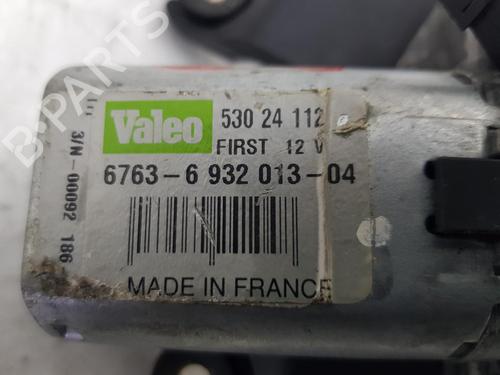 B-PARTS
Valeo
530 24 112
FIRST 12 V
6763-6 932 013-04
MADE IN FRANCE
3/N-00092 186